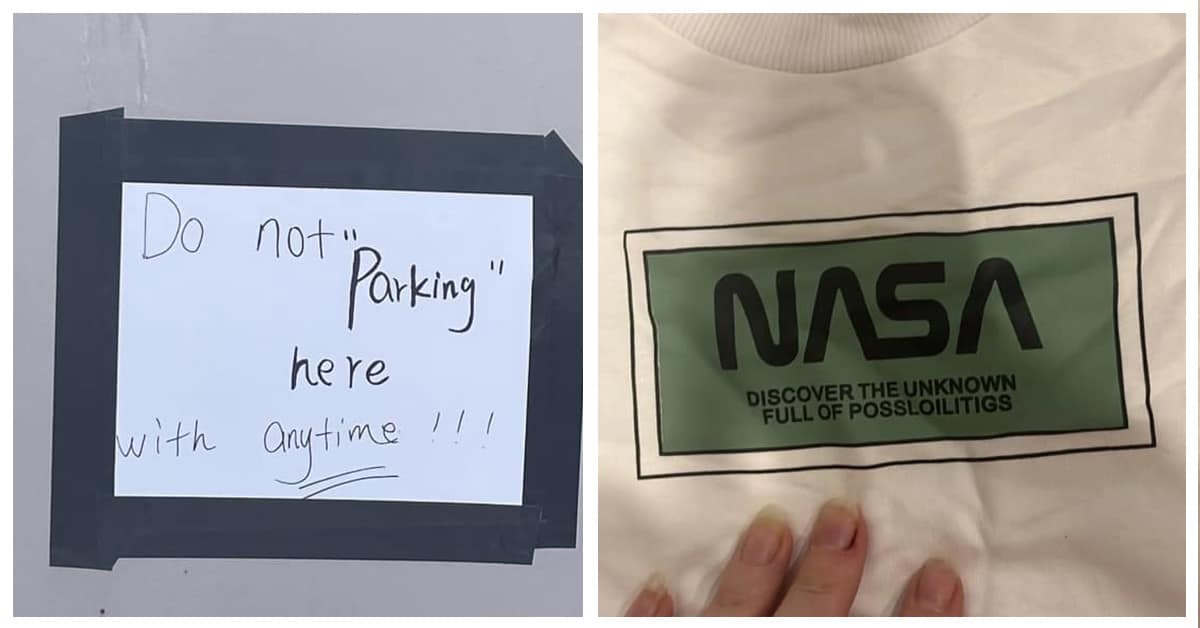 Do not "Parking"
here
with anytime !!!
NASA
DISCOVER THE UNKNOWN
FULL OF POSSLOILITIGS